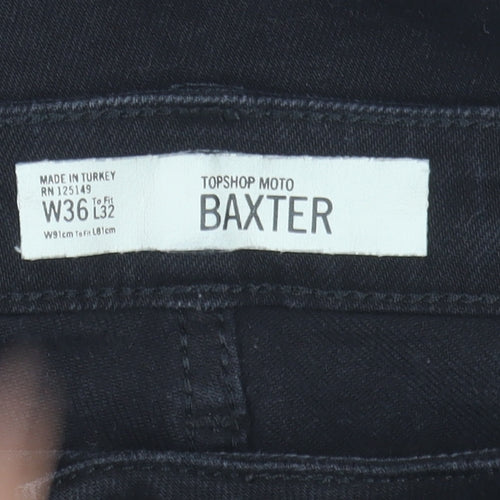 MADE IN TURKEY
RN 125149
W36 To Fit L32
W91cm To Fit L81cm
TOPSHOP MOTO
BAXTER